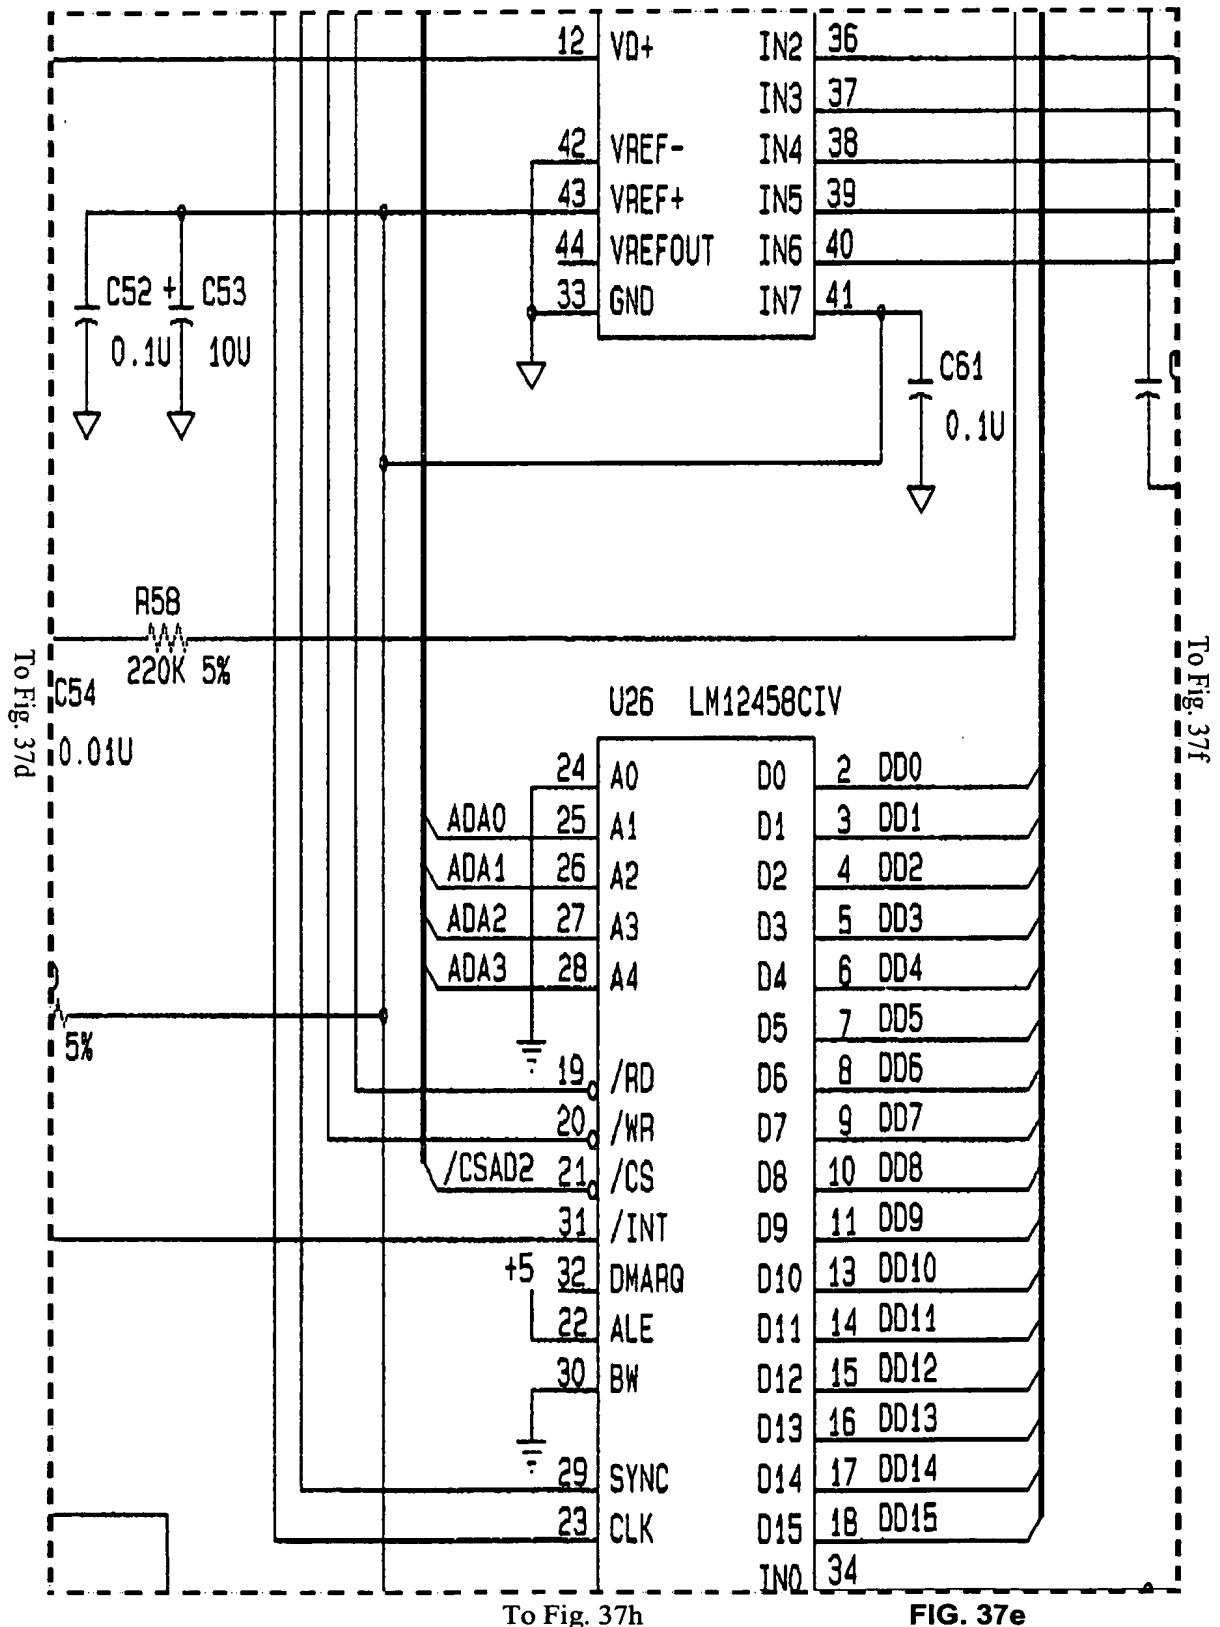 12 VD+ IN2 36
IN3 37
42 VREF- IN4 38
43 VREF+ IN5 39
44 VREFOUT IN6 40
33 GND IN7 41
C52 + C53
0.1U 10U
C61
0.1U
R58
220K 5%
C54
0.01U
To Fig. 37d
To Fig. 37f
U26 LM12458CIV
24 A0 D0 2 DD0
ADA0 25 A1 D1 3 DD1
ADA1 26 A2 D2 4 DD2
ADA2 27 A3 D3 5 DD3
ADA3 28 A4 D4 6 DD4
D5 7 DD5
5%
19 /RD D6 8 DD6
20 /WR D7 9 DD7
/CSAD2 21 /CS D8 10 DD8
31 /INT D9 11 DD9
+5 32 DMARQ D10 13 DD10
22 ALE D11 14 DD11
30 BW D12 15 DD12
D13 16 DD13
29 SYNC D14 17 DD14
23 CLK D15 18 DD15
IN0 34
To Fig. 37h
FIG. 37e